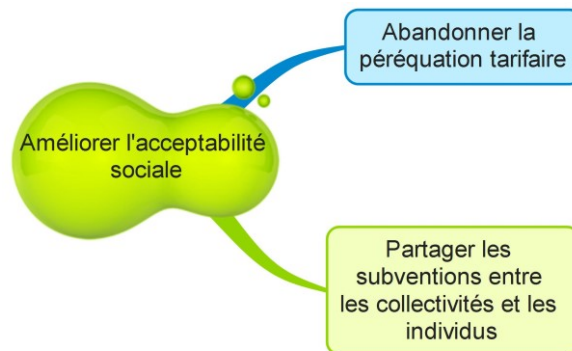 Abandonner la
péréquation tarifaire
Améliorer l'acceptabilité
sociale
Partager les
subventions entre
les collectivités et les
individus